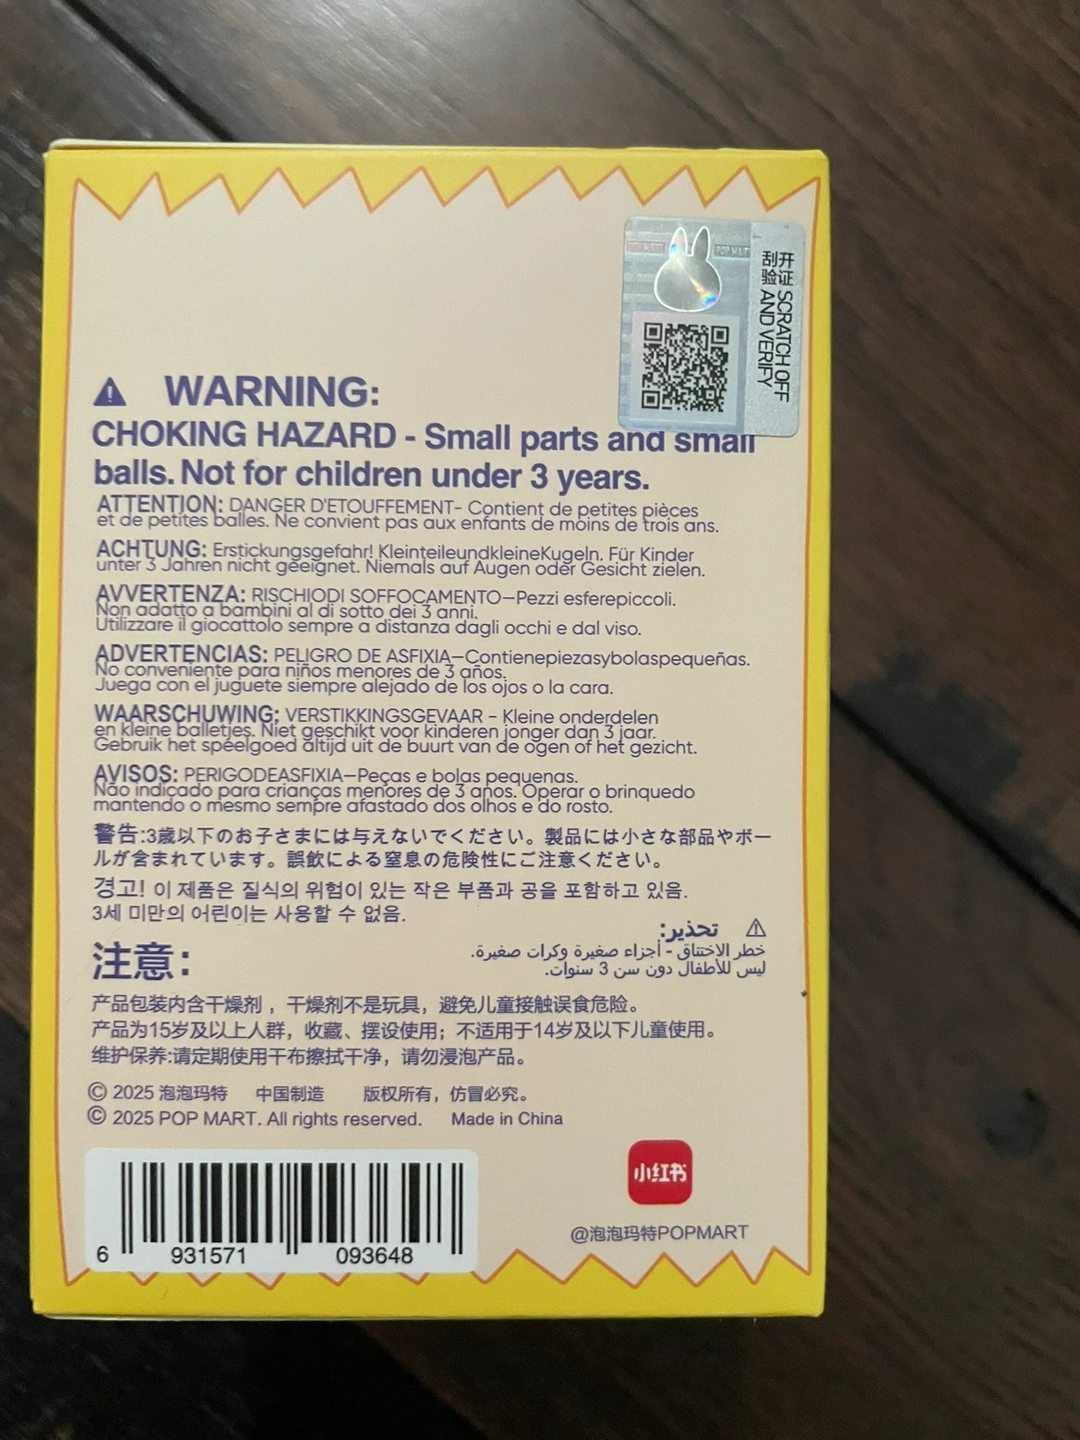 POP MART
POP MART
开证 SCRATCH OFF
刮验 AND VERIFY
WARNING:
CHOKING HAZARD - Small parts and small
balls. Not for children under 3 years.
ATTENTION: DANGER D'ETOUFFEMENT- Contient de petites pièces
et de petites balles. Ne convient pas aux enfants de moins de trois ans.
ACHTUNG: Erstickungsgefahr! KleinteileundkleineKugeln. Für Kinder
unter 3 Jahren nicht geeignet. Niemals auf Augen oder Gesicht zielen.
AVVERTENZA: RISCHIODI SOFFOCAMENTO—Pezzi esferepiccoli.
Non adatto a bambini al di sotto dei 3 anni.
Utilizzare il giocattolo sempre a distanza dagli occhi e dal viso.
ADVERTENCIAS: PELIGRO DE ASFIXIA—Contienepiezasybolaspequeñas.
No conveniente para niños menores de 3 años.
Juega con el juguete siempre alejado de los ojos o la cara.
WAARSCHUWING: VERSTIKKINGSGEVAAR - Kleine onderdelen
en kleine balletjes. Niet geschikt voor kinderen jonger dan 3 jaar.
Gebruik het speelgoed altijd uit de buurt van de ogen of het gezicht.
AVISOS: PERIGODEASFIXIA—Peças e bolas pequenas.
Não indicado para crianças menores de 3 anos. Operar o brinquedo
mantendo o mesmo sempre afastado dos olhos e do rosto.
警告:3歳以下のお子さまには与えないでください。製品には小さな部品やボー
ルが含まれています。誤飲による窒息の危険性にご注意ください。
경고! 이 제품은 질식의 위험이 있는 작은 부품과 공을 포함하고 있음.
3세 미만의 어린이는 사용할 수 없음.
تحذير:
خطر الاختناق - أجزاء صغيرة وكرات صغيرة.
ليس للأطفال دون سن 3 سنوات.
注意:
产品包装内含干燥剂，干燥剂不是玩具，避免儿童接触误食危险。
产品为15岁及以上人群，收藏、摆设使用；不适用于14岁及以下儿童使用。
维护保养:请定期使用干布擦拭干净，请勿浸泡产品。
© 2025 泡泡玛特 中国制造 版权所有，仿冒必究。
© 2025 POP MART. All rights reserved. Made in China
6 931571 093648
小红书
@泡泡玛特POPMART